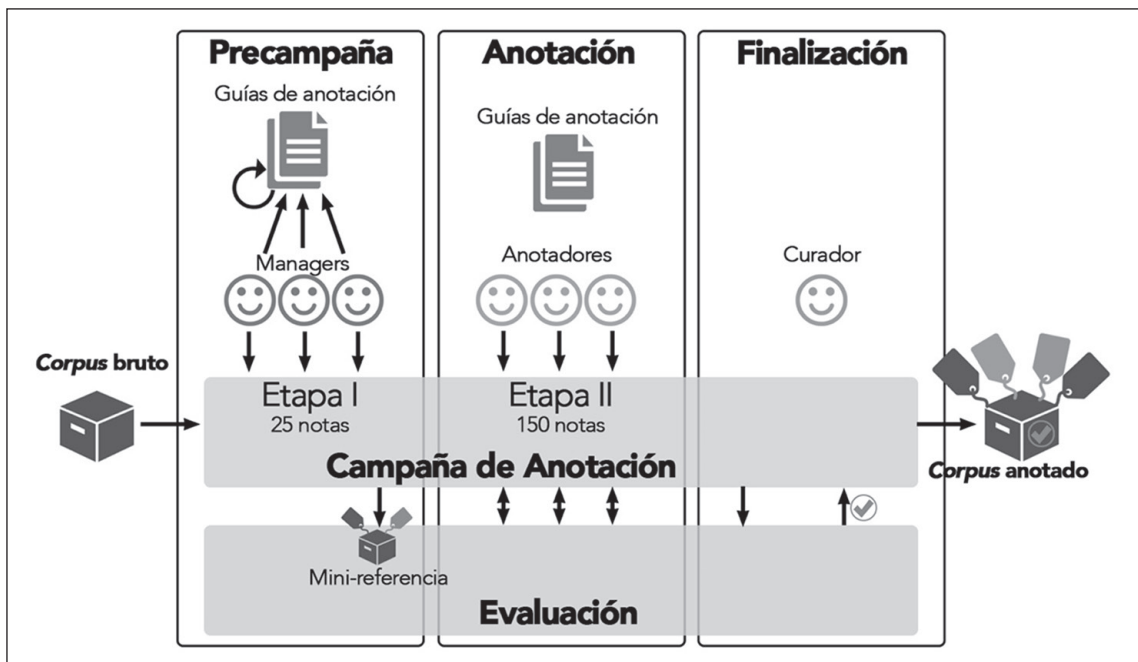 Precampaña
Guías de anotación
Managers
Anotación
Guías de anotación
Anotadores
Finalización
Curador
Corpus bruto
Etapa I
25 notas
Etapa II
150 notas
Campaña de Anotación
Corpus anotado
Mini-referencia
Evaluación